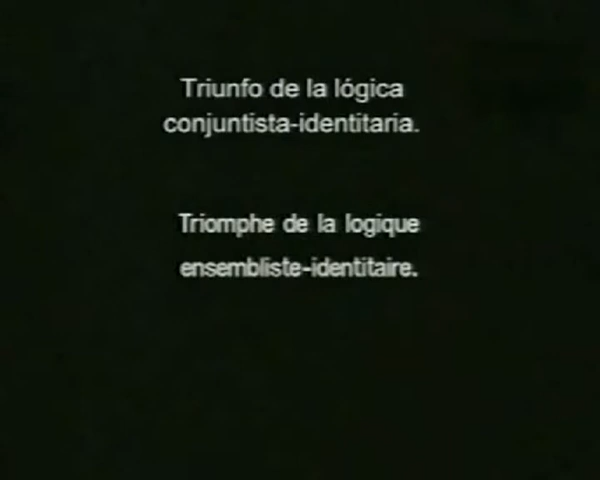 Triunfo de la lógica
conjuntista-identitaria.
Triomphe de la logique
ensembliste-identitaire.